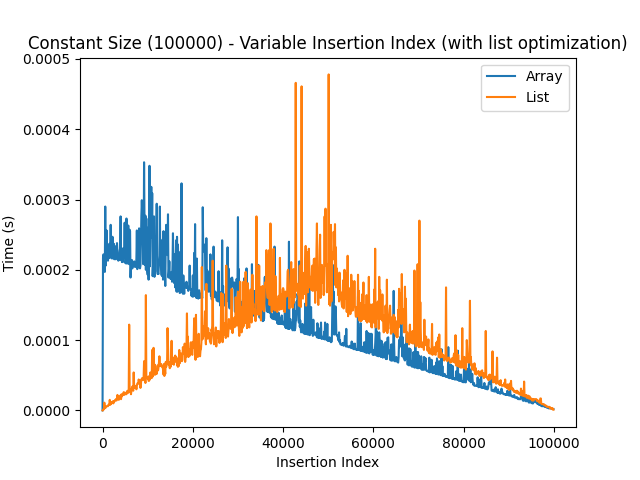 Constant Size (100000) - Variable Insertion Index (with list optimization)
Array
List
Time (s)
0.0005
0.0004
0.0003
0.0002
0.0001
0.0000
0 20000 40000 60000 80000 100000
Insertion Index